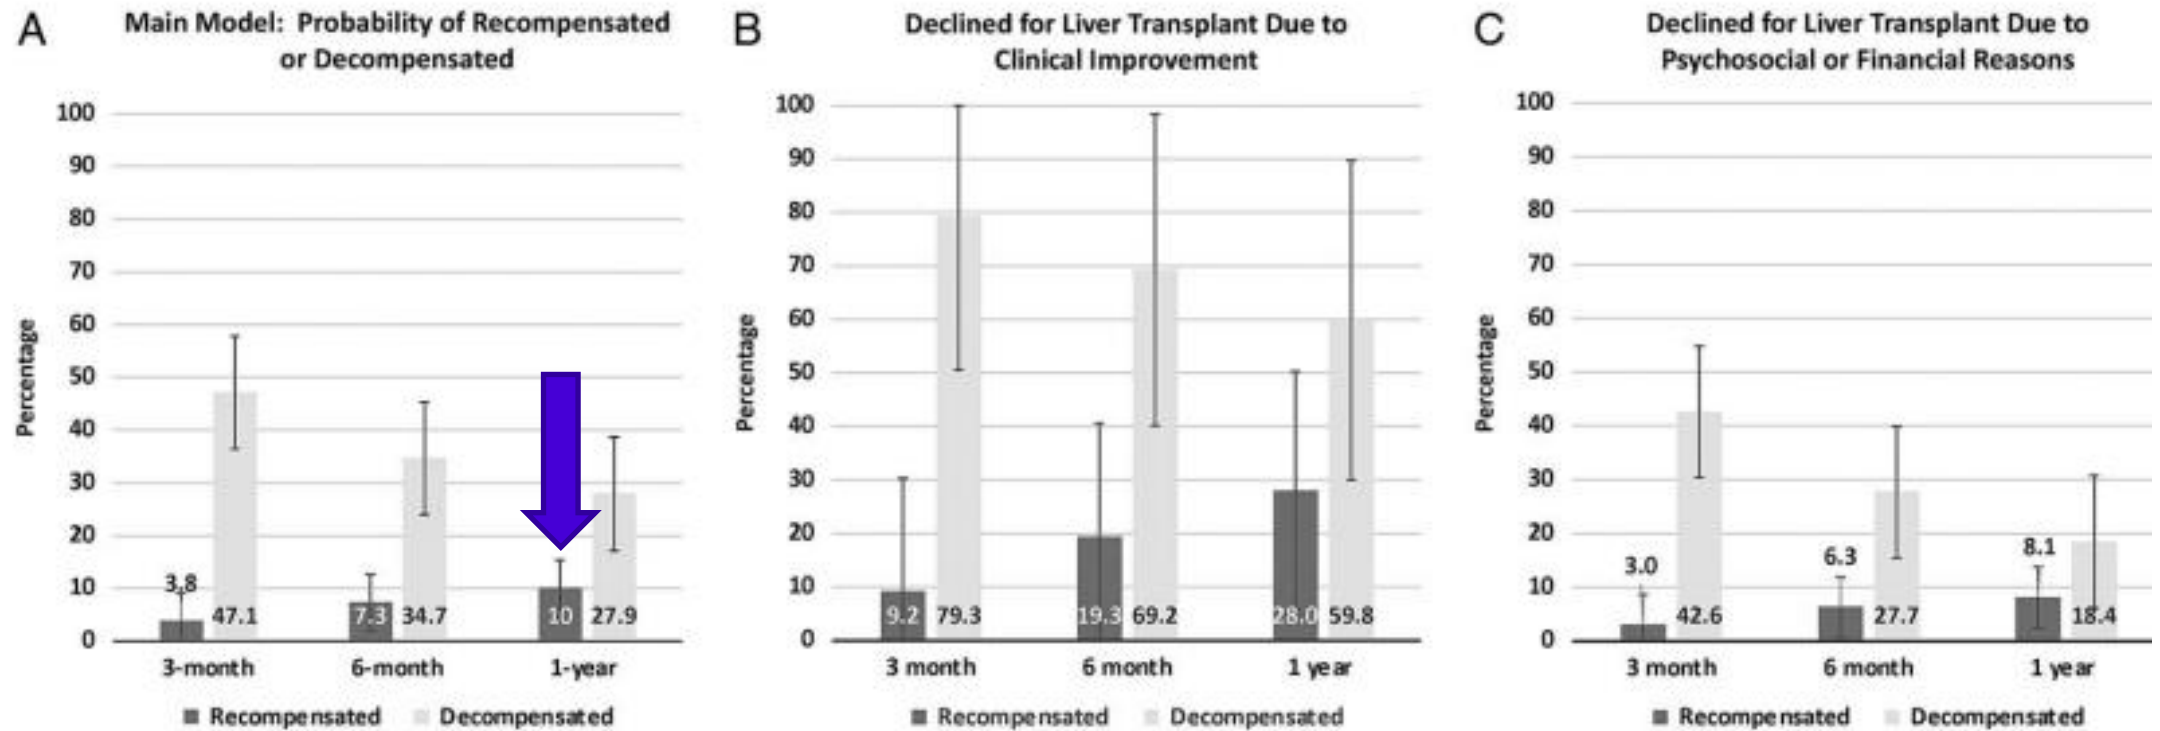 A
Main Model: Probability of Recompensated
or Decompensated
100
90
80
70
60
50
40
30
20
10
0
Percentage
3.8
47.1
7.3
34.7
10
27.9
3-month
6-month
1-year
Recompensated
Decompensated
B
Declined for Liver Transplant Due to
Clinical Improvement
100
90
80
70
60
50
40
30
20
10
0
Percentage
9.2
79.3
19.3
69.2
28.0
59.8
3 month
6 month
1 year
Recompensated
Decompensated
C
Declined for Liver Transplant Due to
Psychosocial or Financial Reasons
100
90
80
70
60
50
40
30
20
10
0
Percentage
3.0
42.6
6.3
27.7
8.1
18.4
3 month
6 month
1 year
Recompensated
Decompensated